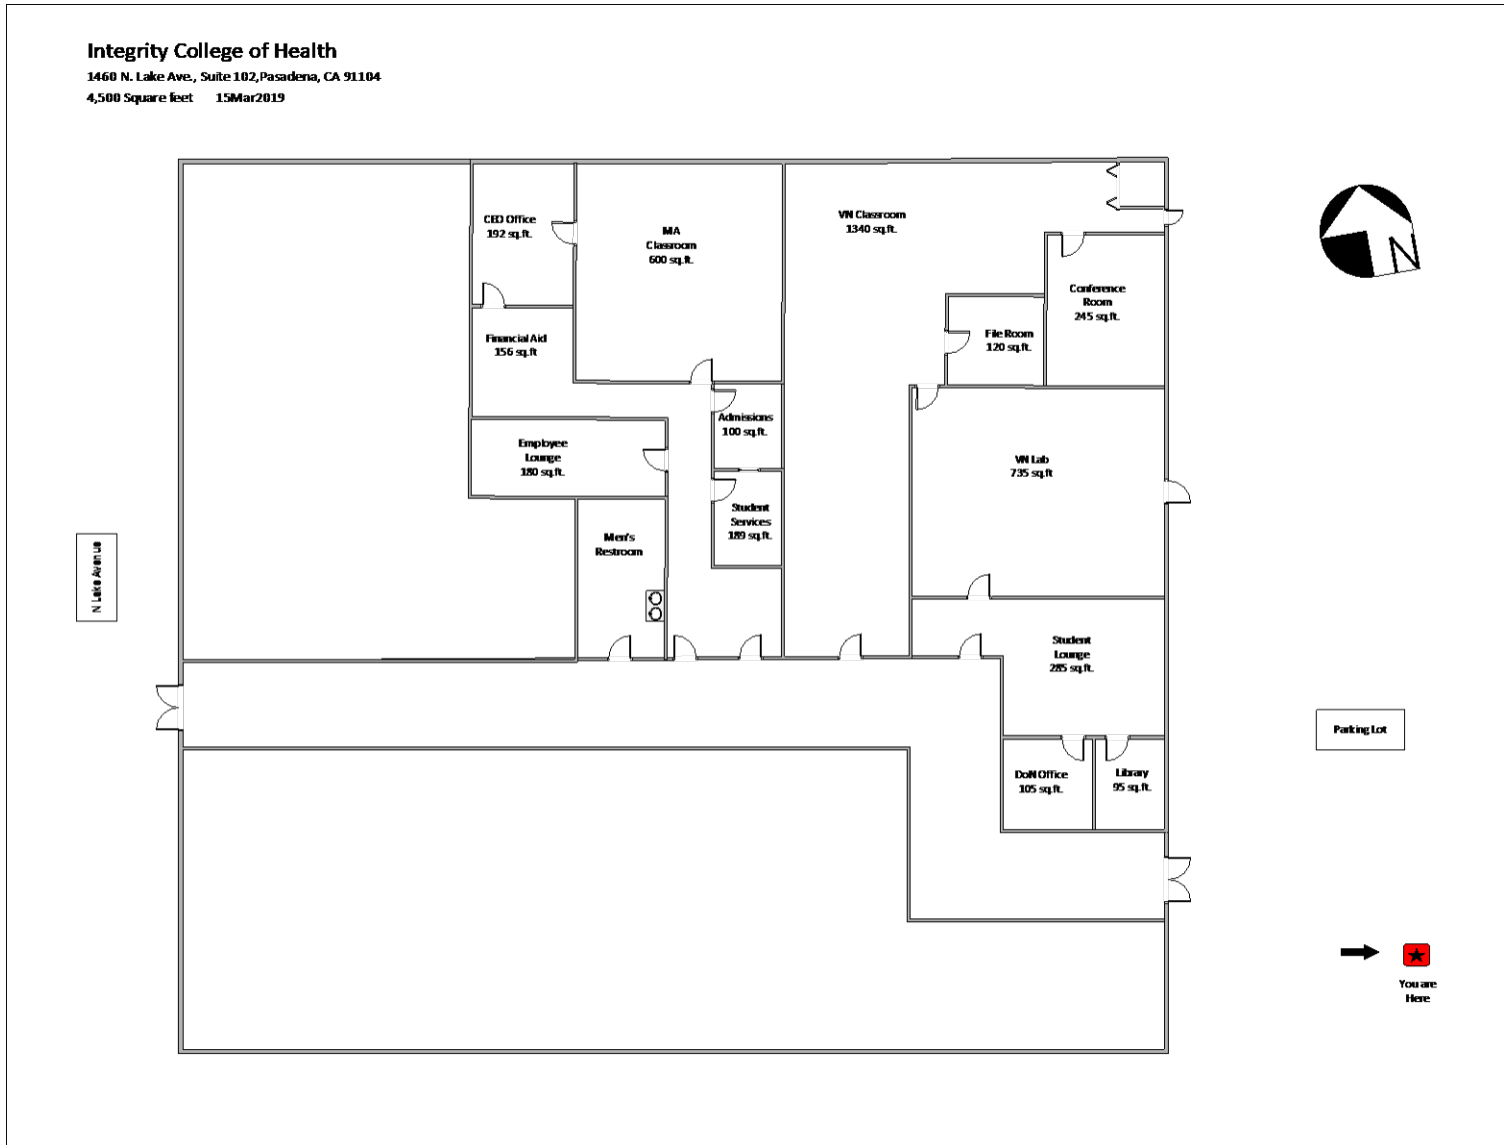 Integrity College of Health
1460 N. Lake Ave., Suite 102,Pasadena, CA 91104
4,500 Square feet 15Mar2019
CEO Office
192 sq.ft.
MA
Classroom
600 sq.ft.
VN Classroom
1340 sq.ft.
N
Conference
Room
245 sq.ft.
Financial Aid
156 sq.ft
File Room
120 sq.ft.
Admissions
100 sq.ft.
Employee
Lounge
180 sq.ft.
VN Lab
735 sq.ft
Student
Services
189 sq.ft.
Men's
Restroom
N Lake Avenue
Student
Lounge
285 sq.ft.
Parking Lot
DoN Office
105 sq.ft.
Library
95 sq.ft.
You are
Here